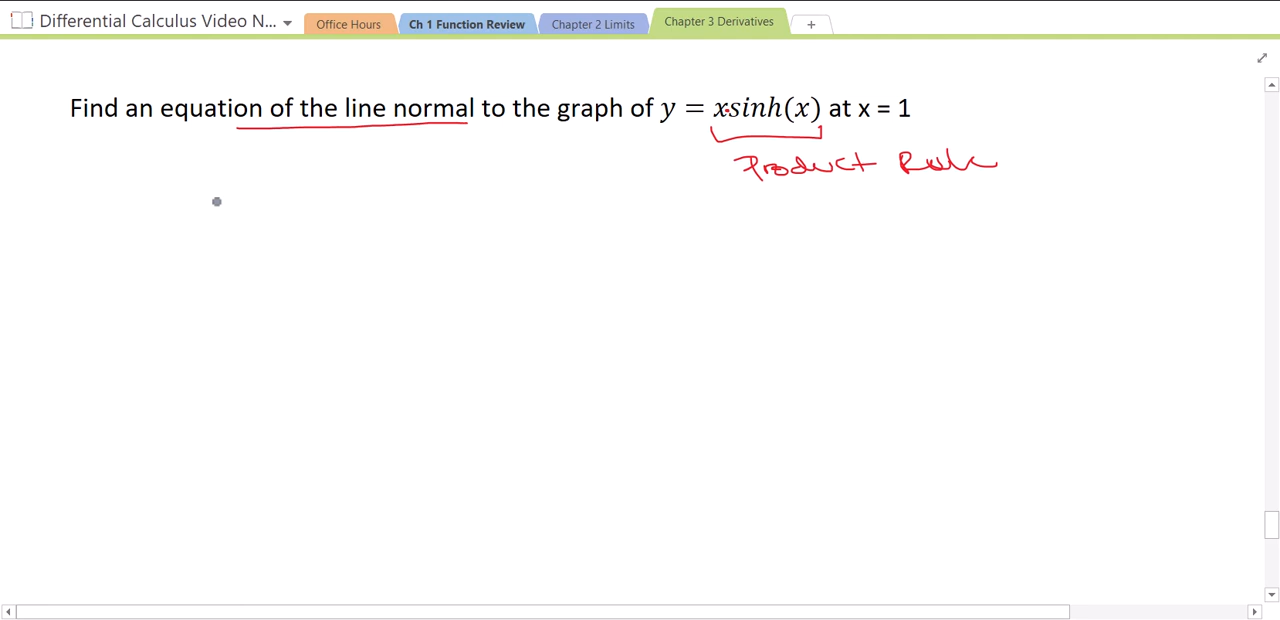 Differential Calculus Video N... Office Hours Ch 1 Function Review Chapter 2 Limits Chapter 3 Derivatives +
Find an equation of the line normal to the graph of y = x·sinh(x) at x = 1
Product Rule